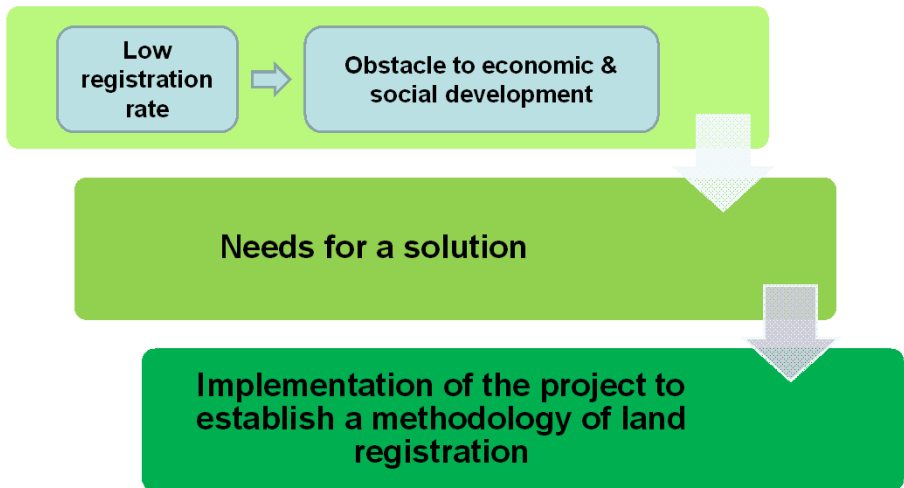 Low
registration
rate
Obstacle to economic &
social development
Needs for a solution
Implementation of the project to
establish a methodology of land
registration